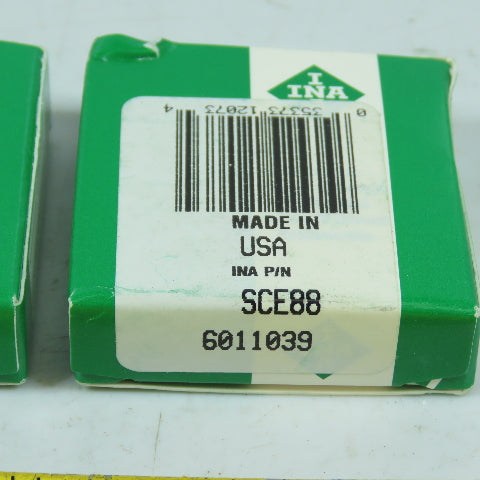 I
INA
0 35373 12073 4
MADE IN
USA
INA P/N
SCE88
6011039